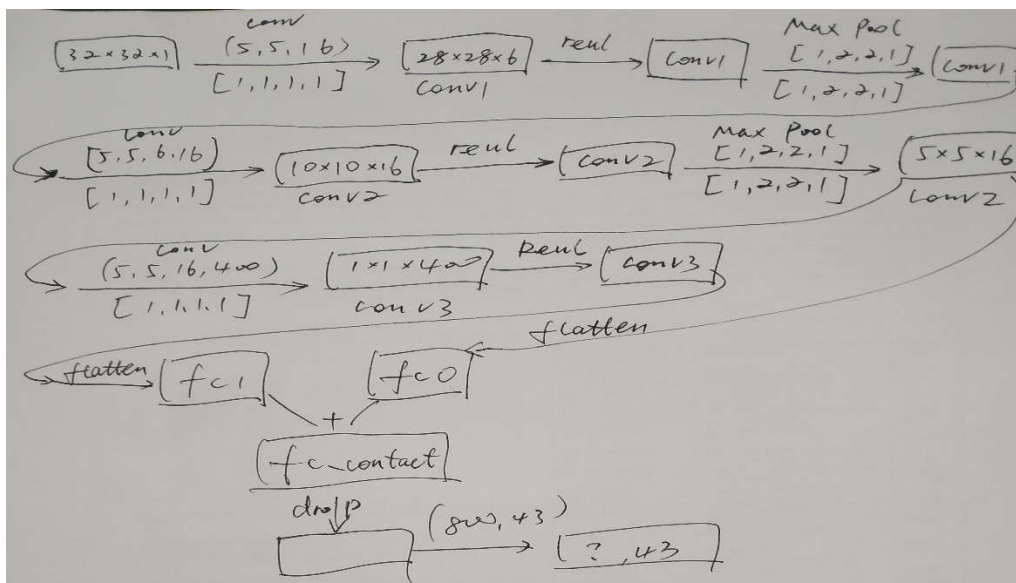 conv Max Pool
[32×32×1] (5,5,16) [28×28×6] reul [conv1] [1,2,2,1] [conv1]
[1,1,1,1] conv1 [1,2,2,1]
conv Max Pool
[5,5,6,16) [10×10×16] reul [conv2] [1,2,2,1] [5×5×16
[1,1,1,1] conv2 [1,2,2,1] conv2
conv
(5,5,16,400) [1×1×400] Reul [conv3]
[1,1,1,1] conv3
flatten
flatten [fc1] [fc0]
+
[fc_contact]
drop
(800,43)
[?,43]